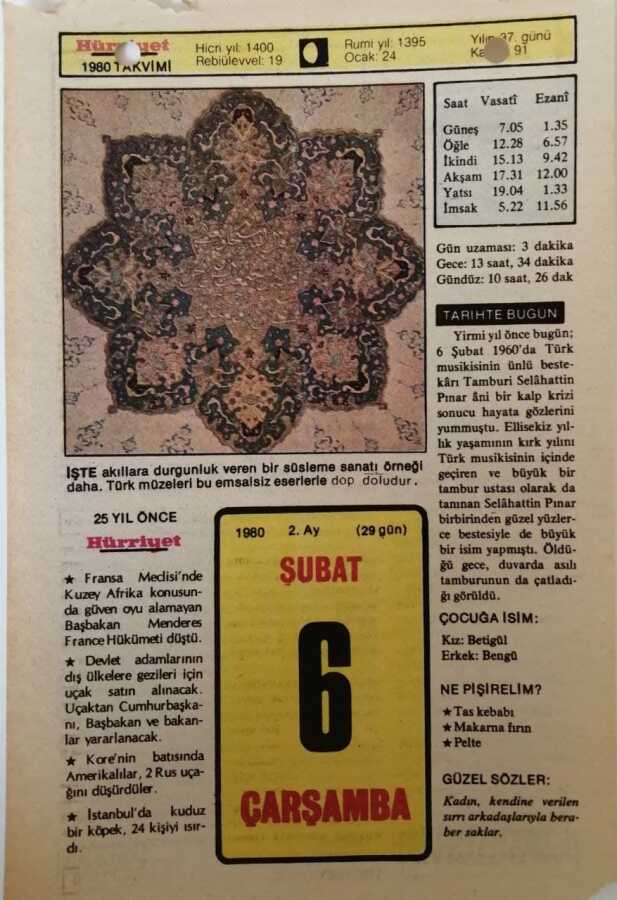 Hürriyet
1980 TAKVİMİ
Hicri yıl: 1400
Rebiülevvel: 19
Rumi yıl: 1395
Ocak: 24
37. günü
91
Saat Vasatî Ezanî
Güneş 7.05 1.35
Öğle 12.28 6.57
İkindi 15.13 9.42
Akşam 17.31 12.00
Yatsı 19.04 1.33
İmsak 5.22 11.56
Gün uzaması: 3 dakika
Gece: 13 saat, 34 dakika
Gündüz: 10 saat, 26 dak
TARİHTE BUGÜN
Yirmi yıl önce bugün;
6 Şubat 1960'da Türk
musikisinin ünlü beste-
kârı Tamburi Selâhattin
Pınar âni bir kalp krizi
sonucu hayata gözlerini
yummuştu. Ellisekiz yıl-
lık yaşamının kırk yılını
Türk musikisinin içinde
geçiren ve büyük bir
tambur ustası olarak da
tanınan Selâhattin Pınar
birbirinden güzel yüzler-
ce bestesiyle de büyük
bir isim yapmıştı. Öldü-
ğü gece, duvarda asılı
tamburunun da çatladı-
ğı görüldü.
ÇOCUĞA İSİM:
Kız: Betigül
Erkek: Bengü
NE PİŞİRELİM?
★ Tas kebabı
★ Makarna fırın
★ Pelte
GÜZEL SÖZLER:
Kadın, kendine verilen
sırrı arkadaşlarıyla bera-
ber saklar.
İŞTE akıllara durgunluk veren bir süsleme sanatı örneği
daha. Türk müzeleri bu emsalsiz eserlerle dop doludur.
25 YIL ÖNCE
Hürriyet
★ Fransa Meclisi'nde
Kuzey Afrika konusun-
da güven oyu alamayan
Başbakan Menderes
France Hükümeti düştü.
★ Devlet adamlarının
dış ülkelere gezileri için
uçak satın alınacak.
Uçaktan Cumhurbaşka-
nı, Başbakan ve bakan-
lar yararlanacak.
★ Kore'nin batısında
Amerikalılar, 2 Rus uça-
ğını düşürdüler.
★ İstanbul'da kuduz
bir köpek, 24 kişiyi ısır-
dı.
1980 2. Ay (29 gün)
ŞUBAT
6
ÇARŞAMBA